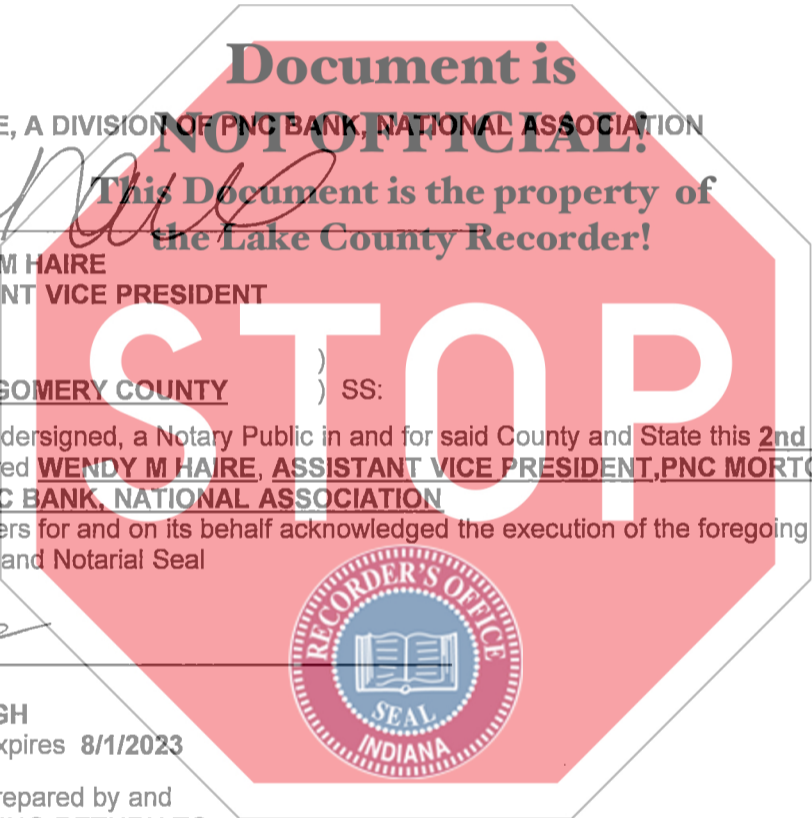 Document is
E, A DIVISION OF PNC BANK, NATIONAL ASSOCIATION
NOT OFFICIAL!
This Document is the property of
the Lake County Recorder!
M HAIRE
NT VICE PRESIDENT
STOP
)
GOMERY COUNTY ) SS:
dersigned, a Notary Public in and for said County and State this 2nd
ed WENDY M HAIRE, ASSISTANT VICE PRESIDENT,PNC MORTG
C BANK, NATIONAL ASSOCIATION
ers for and on its behalf acknowledged the execution of the foregoing
and Notarial Seal
RECORDER'S OFFICE
SEAL
INDIANA
GH
xpires 8/1/2023
repared by and